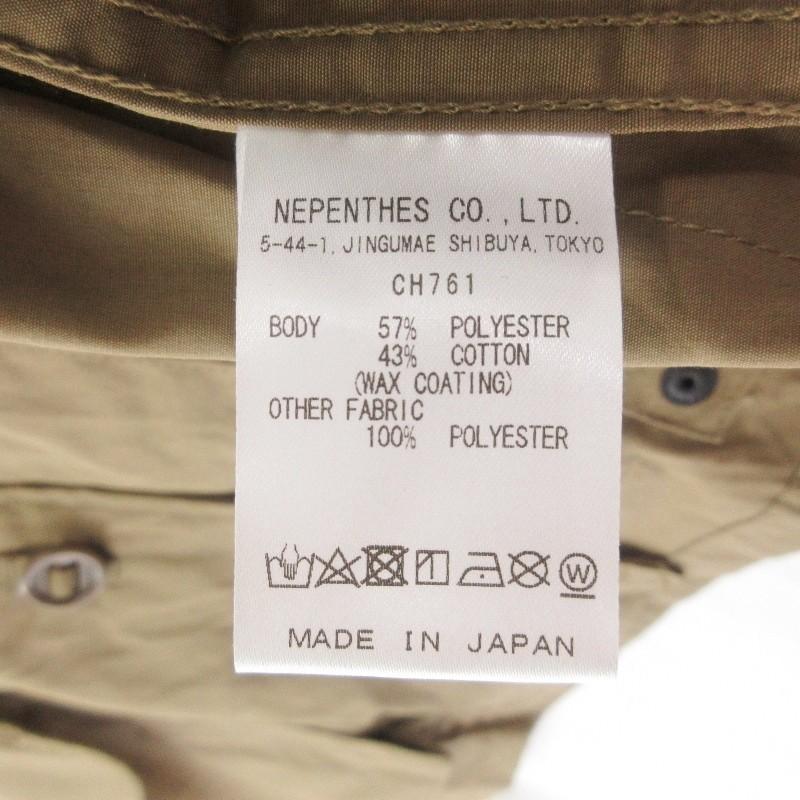 NEPENTHES CO.,LTD.
5-44-1, JINGUMAE SHIBUYA, TOKYO
CH761
BODY 57% POLYESTER
43% COTTON
(WAX COATING)
OTHER FABRIC
100% POLYESTER
W
MADE IN JAPAN